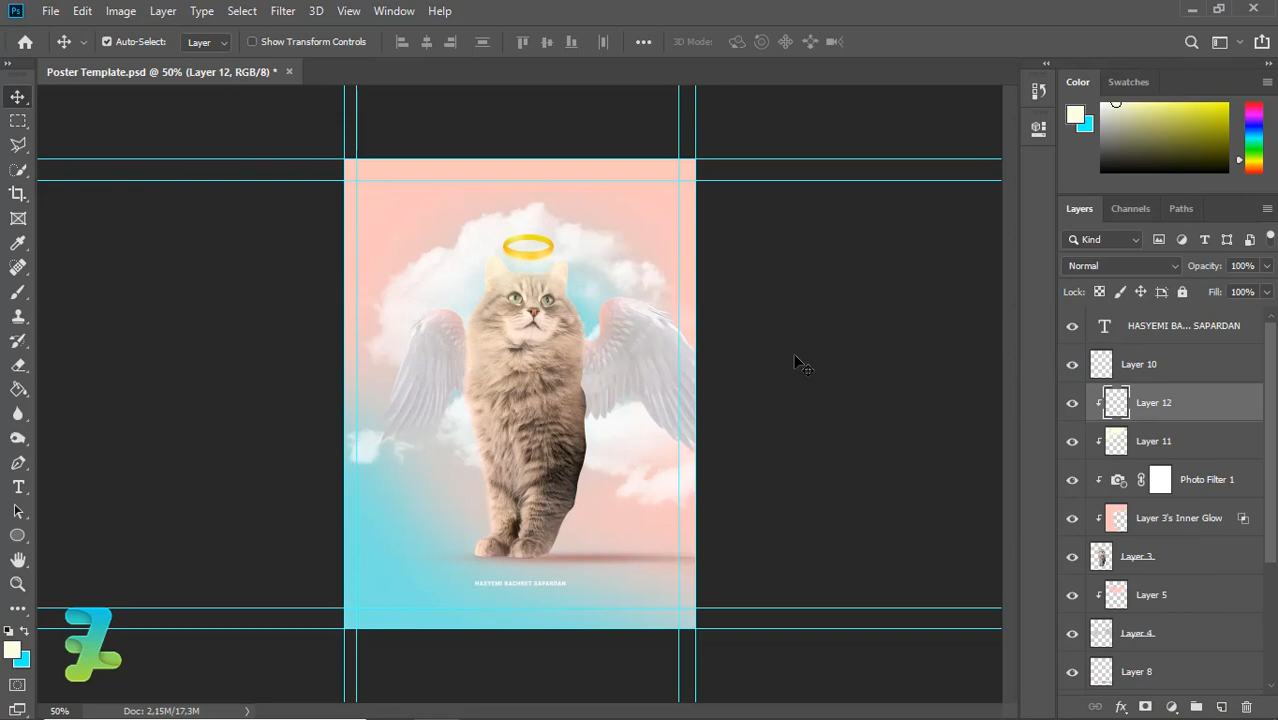 Ps File Edit Image Layer Type Select Filter 3D View Window Help
Auto-Select: Layer Show Transform Controls 3D Mode:
Poster Template.psd @ 50% (Layer 12, RGB/8) *
Color Swatches
Layers Channels Paths
Kind
Normal Opacity: 100%
Lock: Fill: 100%
T HASYEMI BA... SAPARDAN
Layer 10
Layer 12
Layer 11
Photo Filter 1
Layer 3's Inner Glow
Layer 3
Layer 5
Layer 4
Layer 8
HASYEMI BACHRET SAPARDAN
50% Doc: 2,15M/17,3M
fx